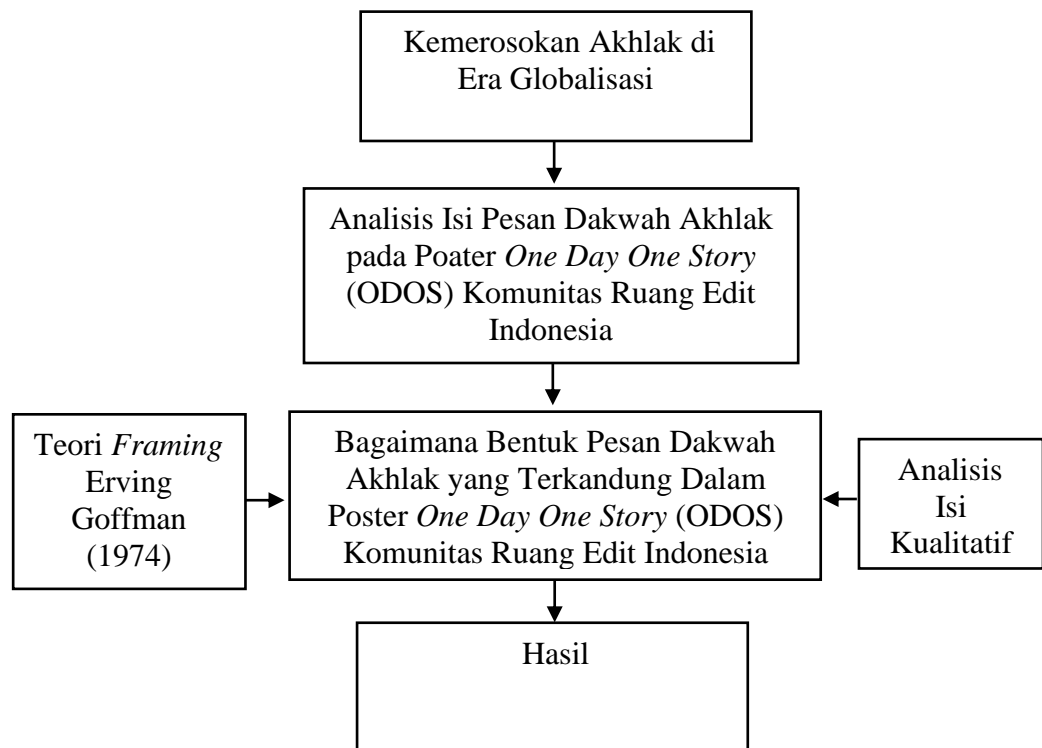 Kemerosokan Akhlak di
Era Globalisasi
Analisis Isi Pesan Dakwah Akhlak
pada Poater One Day One Story
(ODOS) Komunitas Ruang Edit
Indonesia
Teori Framing
Erving
Goffman
(1974)
Bagaimana Bentuk Pesan Dakwah
Akhlak yang Terkandung Dalam
Poster One Day One Story (ODOS)
Komunitas Ruang Edit Indonesia
Analisis
Isi
Kualitatif
Hasil